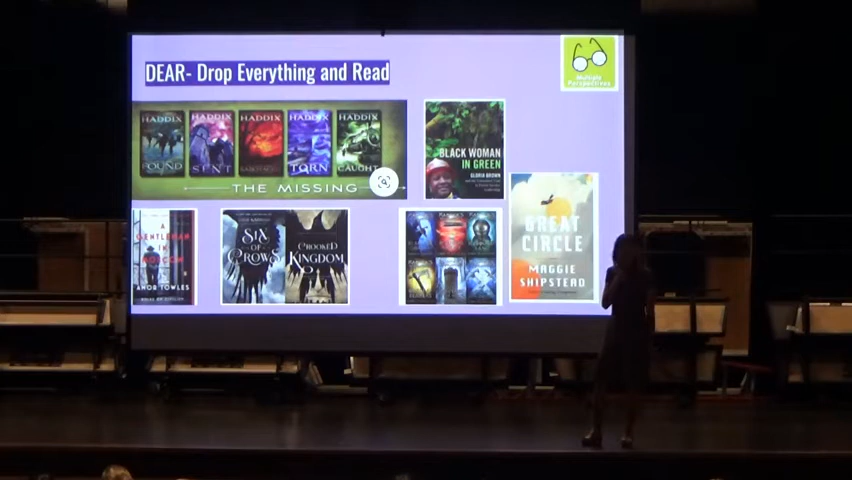 DEAR- Drop Everything and Read
Multiple
Perspectives
HADDIX
HADDIX
HADDIX
HADDIX
HADDIX
FOUND
SENT
SABOTAGED
TORN
CAUGHT
THE MISSING
BLACK WOMAN
IN GREEN
GLORIA BROWN
A
GENTLEMAN
IN
MOSCOW
AMOR TOWLES
SIX
OF
CROWS
CROOKED
KINGDOM
GREAT
CIRCLE
MAGGIE
SHIPSTEAD